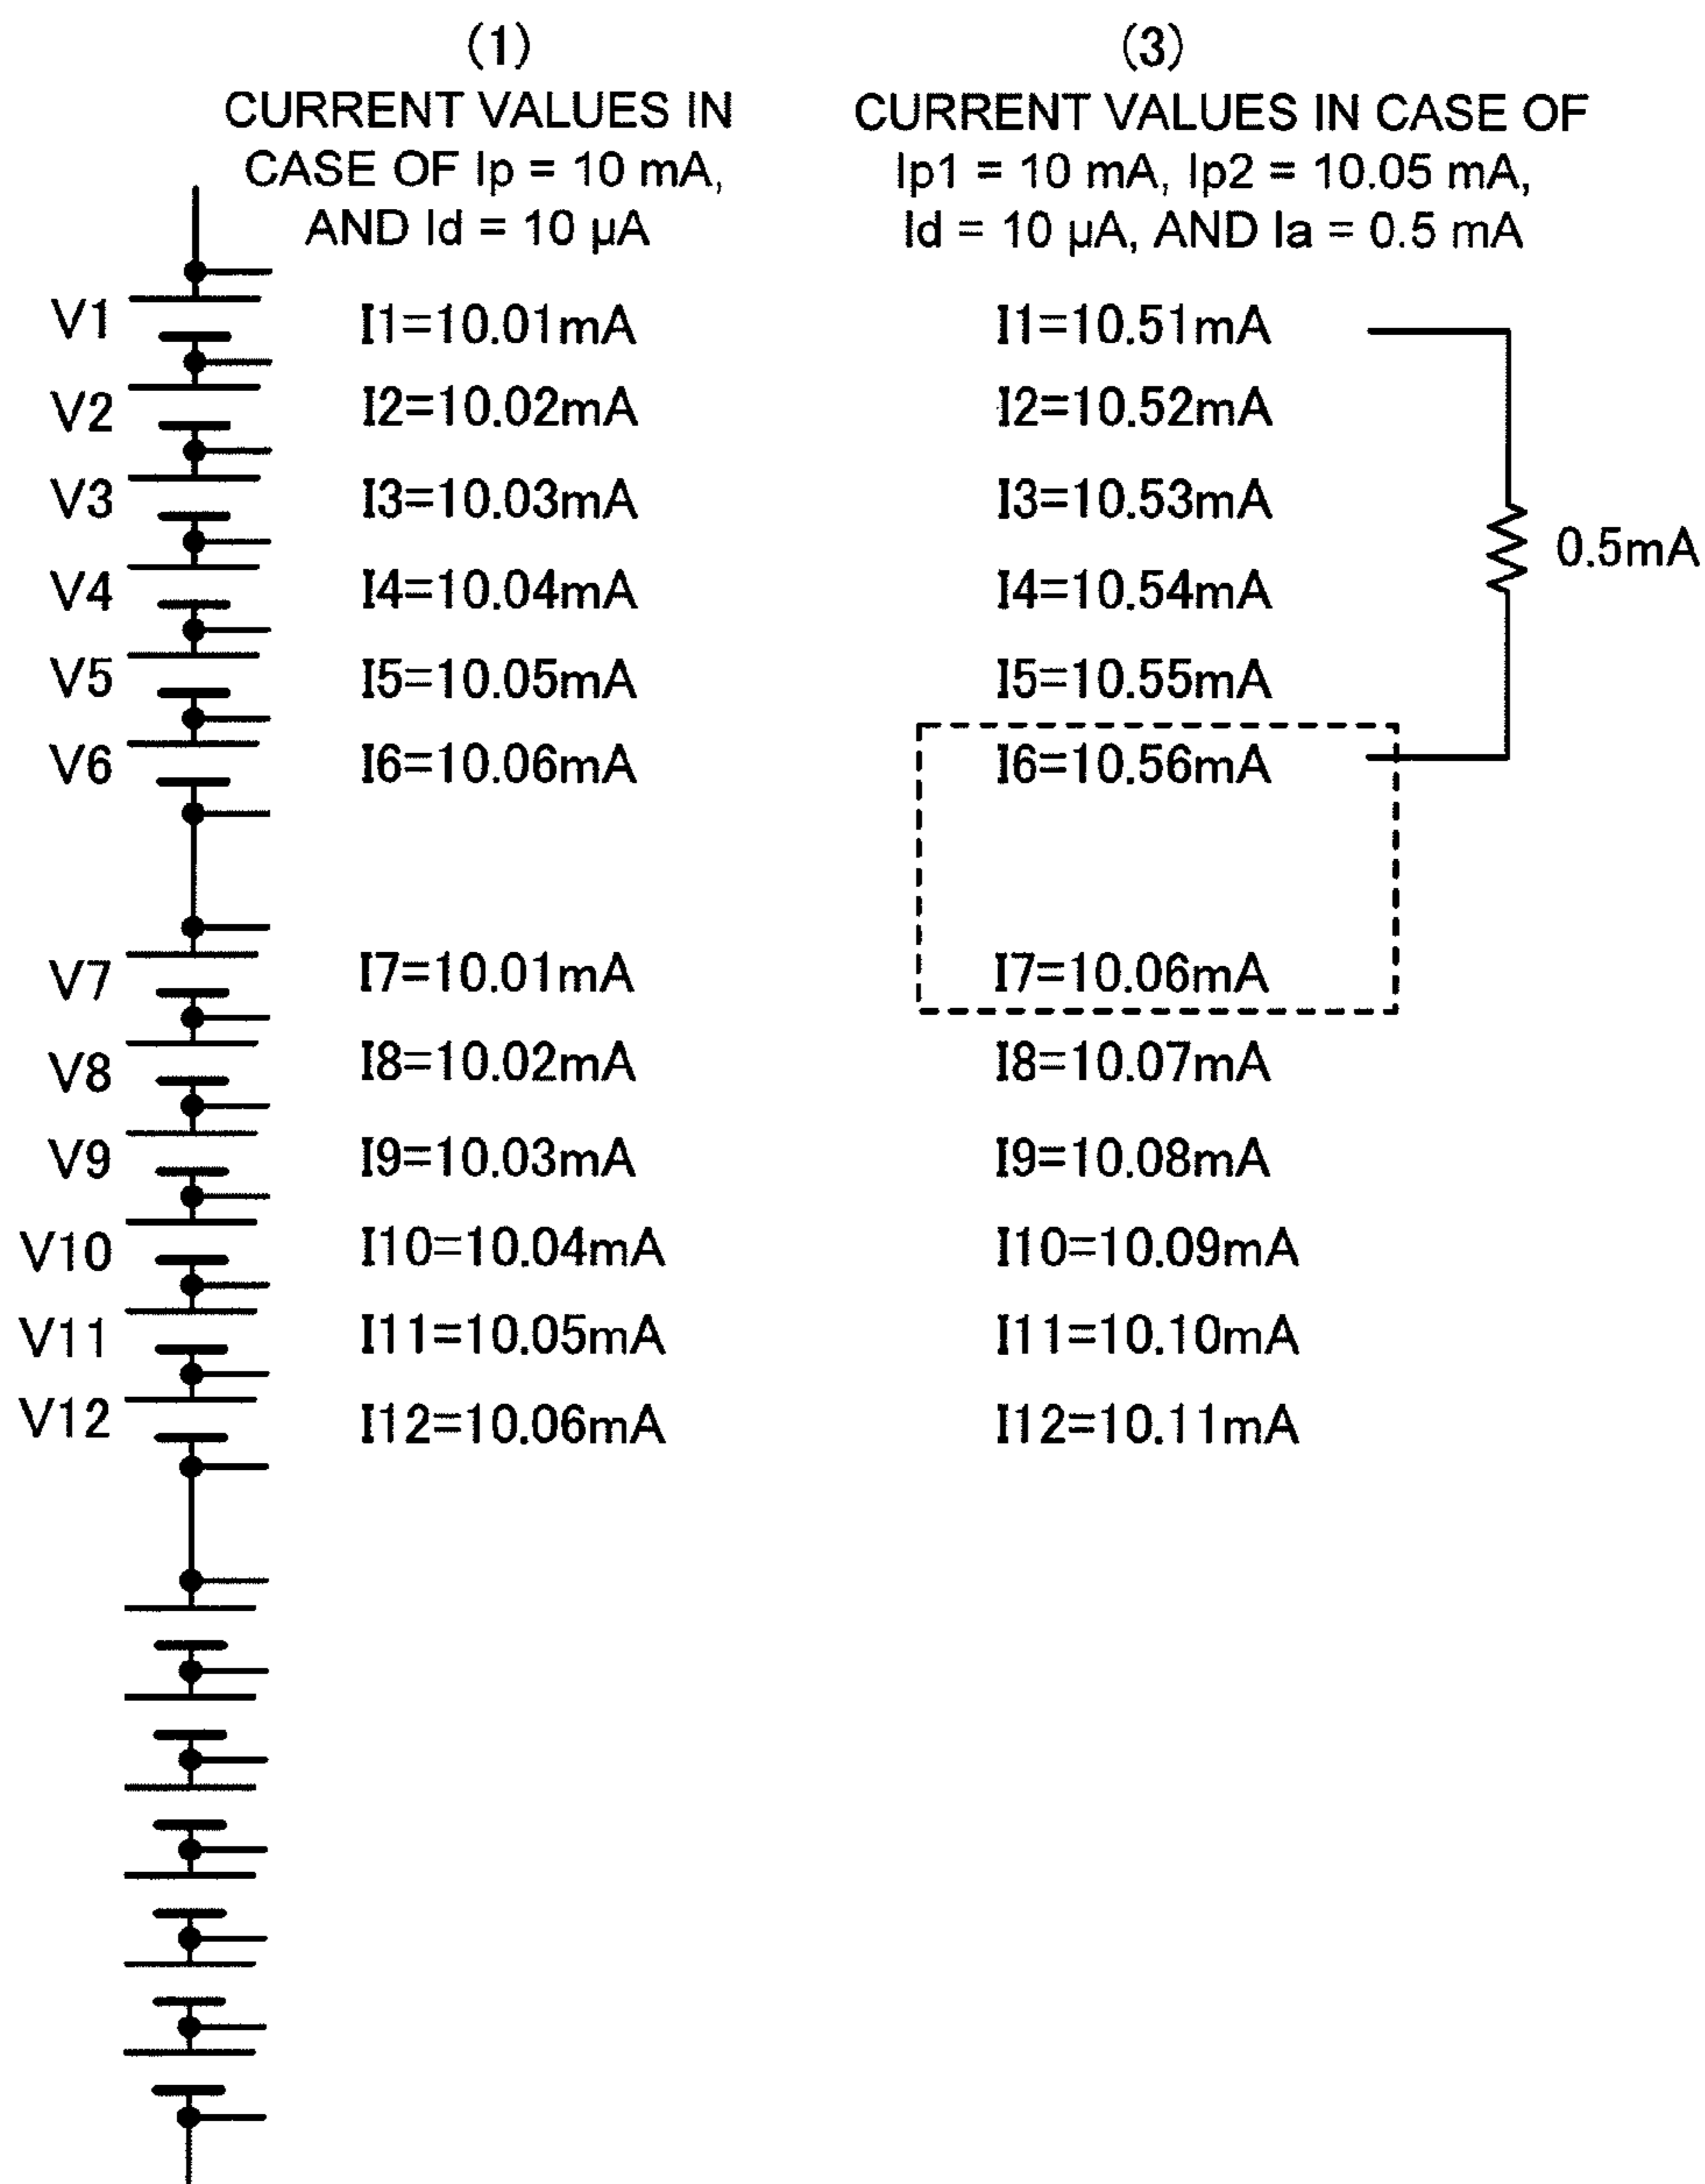 (1)
CURRENT VALUES IN
CASE OF Ip = 10 mA,
AND Id = 10 µA
(3)
CURRENT VALUES IN CASE OF
Ip1 = 10 mA, Ip2 = 10.05 mA,
Id = 10 µA, AND Ia = 0.5 mA
V1 I1=10.01mA I1=10.51mA
V2 I2=10.02mA I2=10.52mA
V3 I3=10.03mA I3=10.53mA
0.5mA
V4 I4=10.04mA I4=10.54mA
V5 I5=10.05mA I5=10.55mA
V6 I6=10.06mA I6=10.56mA
V7 I7=10.01mA I7=10.06mA
V8 I8=10.02mA I8=10.07mA
V9 I9=10.03mA I9=10.08mA
V10 I10=10.04mA I10=10.09mA
V11 I11=10.05mA I11=10.10mA
V12 I12=10.06mA I12=10.11mA